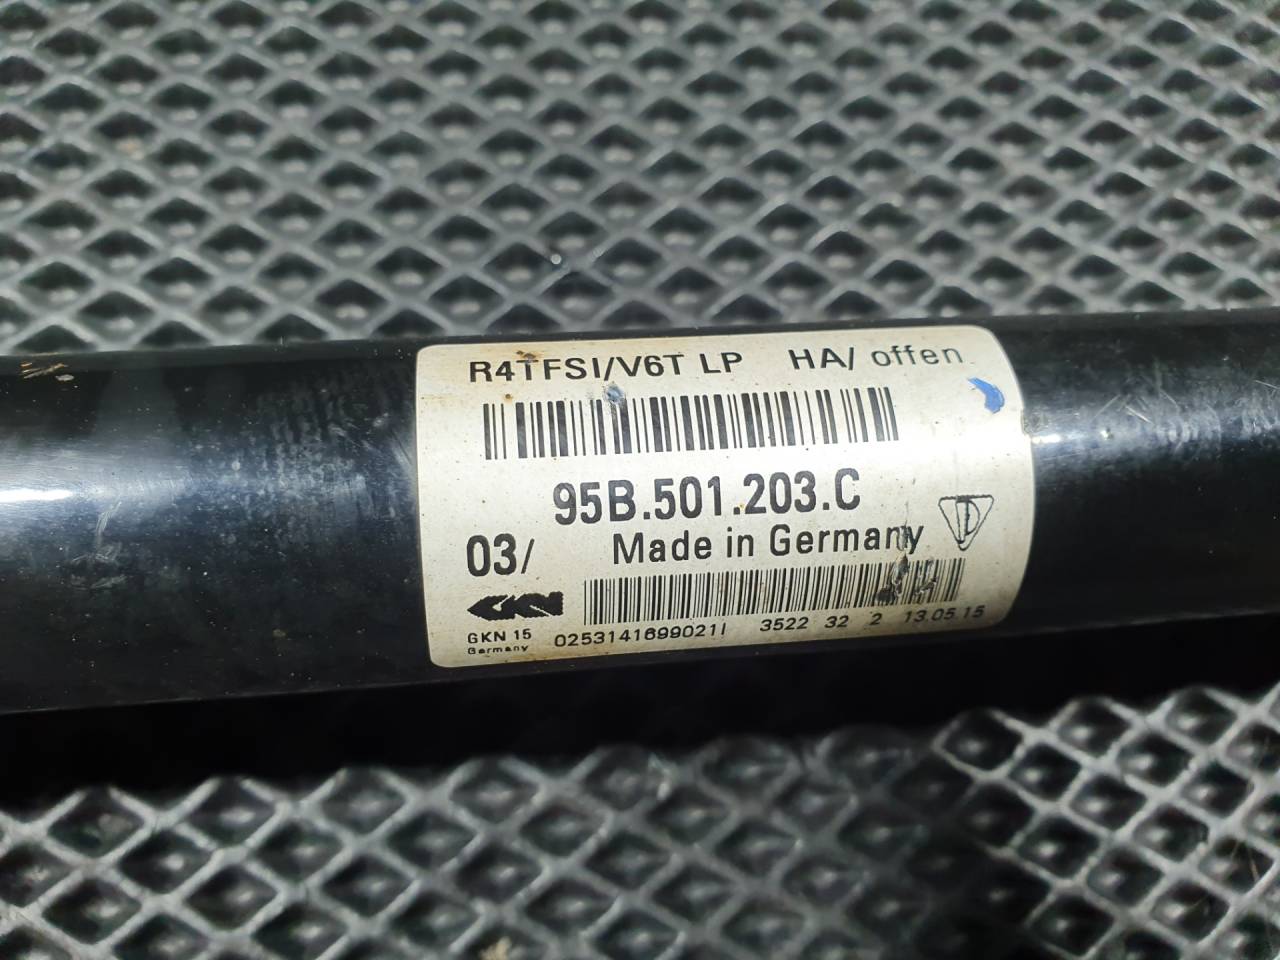 R4TFSI/V6T LP HA/ offen
95B.501.203.C
03/ Made in Germany
GKN
GKN 15 0253141699021I 3522 32 2 13.05.15
Germany